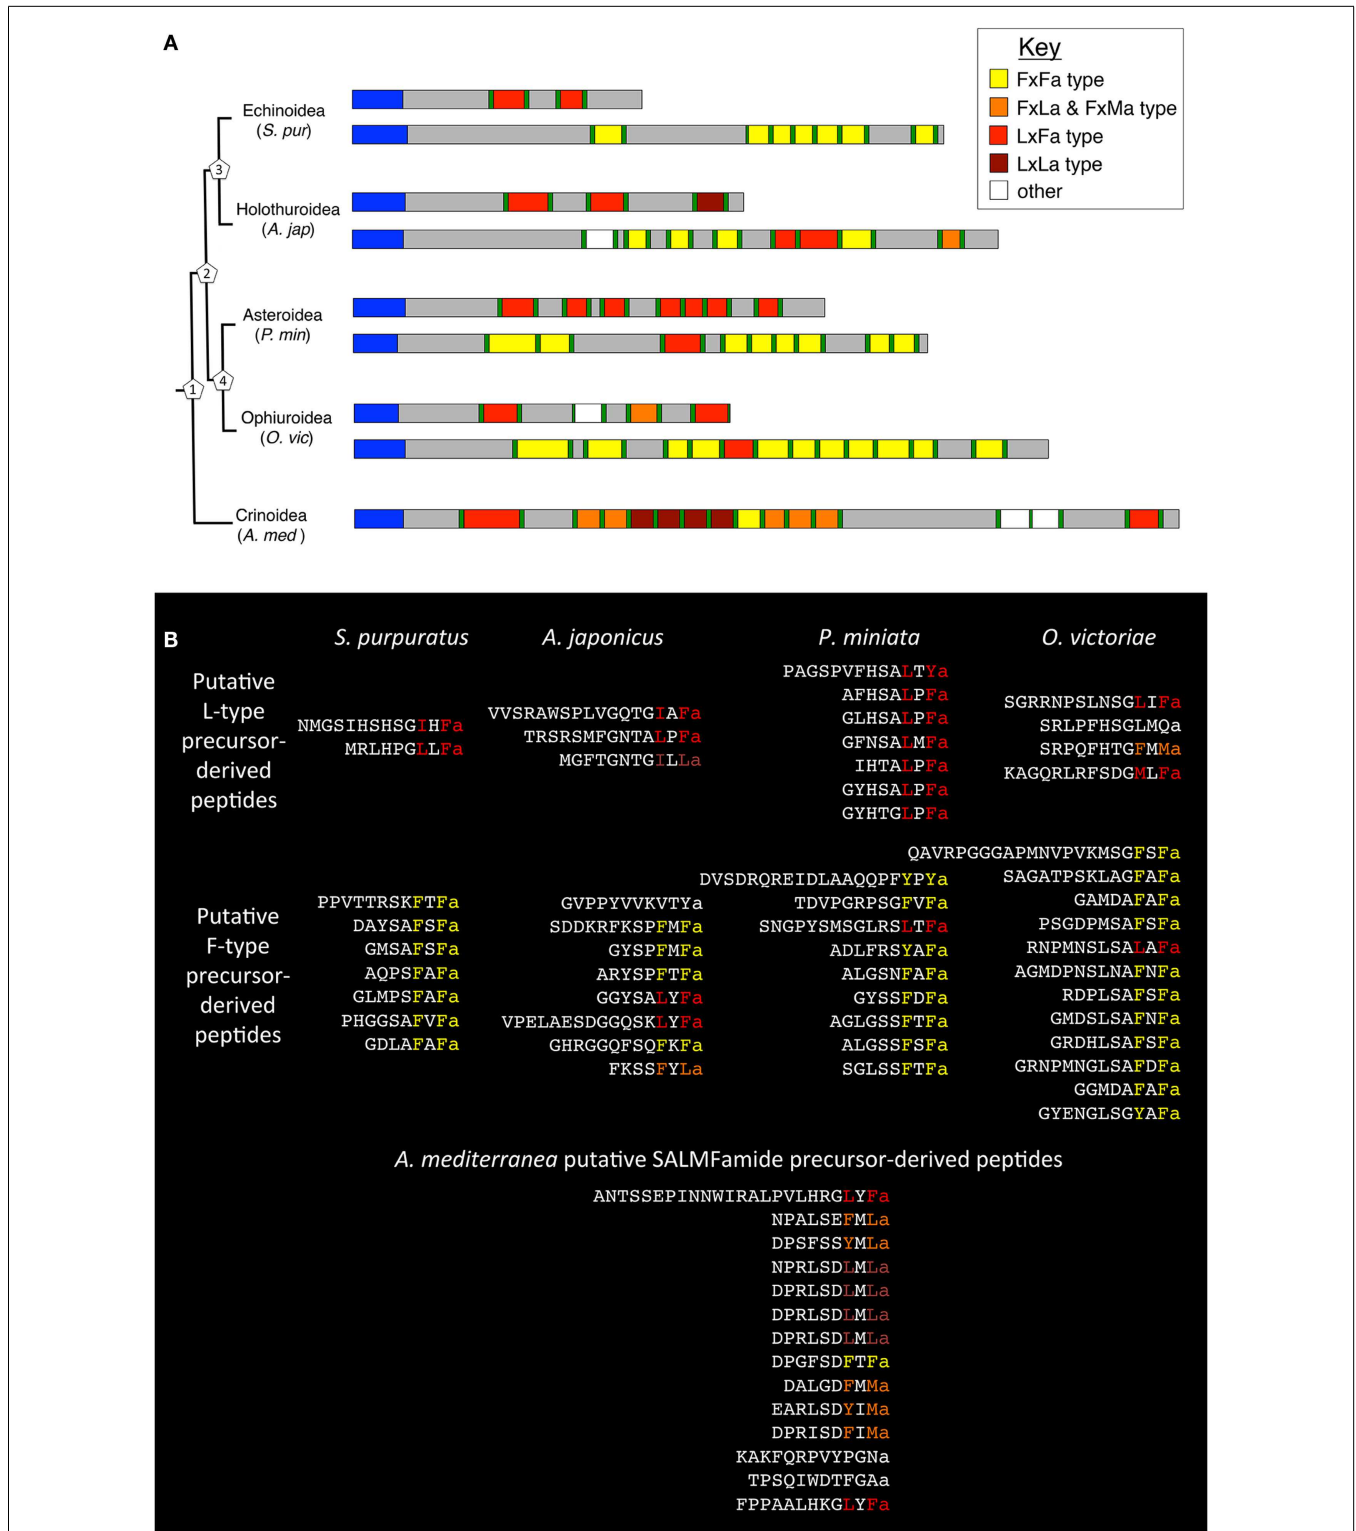 A
Key
FxFa type
FxLa & FxMa type
LxFa type
LxLa type
other
Echinoidea
(S. pur)
3
Holothuroidea
(A. jap)
2
Asteroidea
(P. min)
4
1
Ophiuroidea
(O. vic)
Crinoidea
(A. med )
B
S. purpuratus
A. japonicus
P. miniata
O. victoriae
Putative
L-type
precursor-
derived
peptides
NMGSIHSHSGIHFa
MRLHPGLLFa
VVSRAWSPLVGQTGIAFa
TRSRSMFGNTALPFa
MGFTGNTGILLa
PAGSPVFHSALTYa
AFHSALPFa
GLHSALPFa
GFNSALMFa
IHTALPFa
GYHSALPFa
GYHTGLPFa
SGRRNPSLNSGLIFa
SRLPFHSGLMQa
SRPQFHTGFMMa
KAGQRLRFSDGMLFa
Putative
F-type
precursor-
derived
peptides
PPVTTRSKFTFa
DAYSAFSFa
GMSAFSFa
AQPSFAFa
GLMPSFAFa
PHGGSAFVFa
GDLAFAFa
GVPPYVVKVTYa
SDDKRFKSPFMFa
GYSPFMFa
ARYSPFTFa
GGYSALYFa
VPELAESDGGQSKLYFa
GHRGGQFSQFKFa
FKSSFYLa
DVSDRQREIDLAAQQPFYPYa
TDVPGRPSGFVFa
SNGPYSMSGLRSLTFa
ADLFRSYAFa
ALGSNFAFa
GYSSFDFa
AGLGSSFTFa
ALGSSFSFa
SGLSSFTFa
QAVRPGGGAPMNVPVKMSGFSFa
SAGATPSKLAGFAFa
GAMDAFAFa
PSGDPMSAFSFa
RNPMNSLSALAFa
AGMDPNSLNAFNFa
RDPLSAFSFa
GMDSLSAFNFa
GRDHLSAFSFa
GRNPMNGLSAFDFa
GGMDAFAFa
GYENGLSGYAFa
A. mediterranea putative SALMFamide precursor-derived peptides
ANTSSEPINNWIRALPVLHRGLYFa
NPALSEFMLa
DPSFSSYMLa
NPRLSDLMLa
DPRLSDLMLa
DPRLSDLMLa
DPRLSDLMLa
DPGFSDFTFa
DALGDFMMa
EARLSDYIMa
DPRISDFIMa
KAKFQRPVYPGNa
TPSQIWDTFGAa
FPPAALHKGLYFa